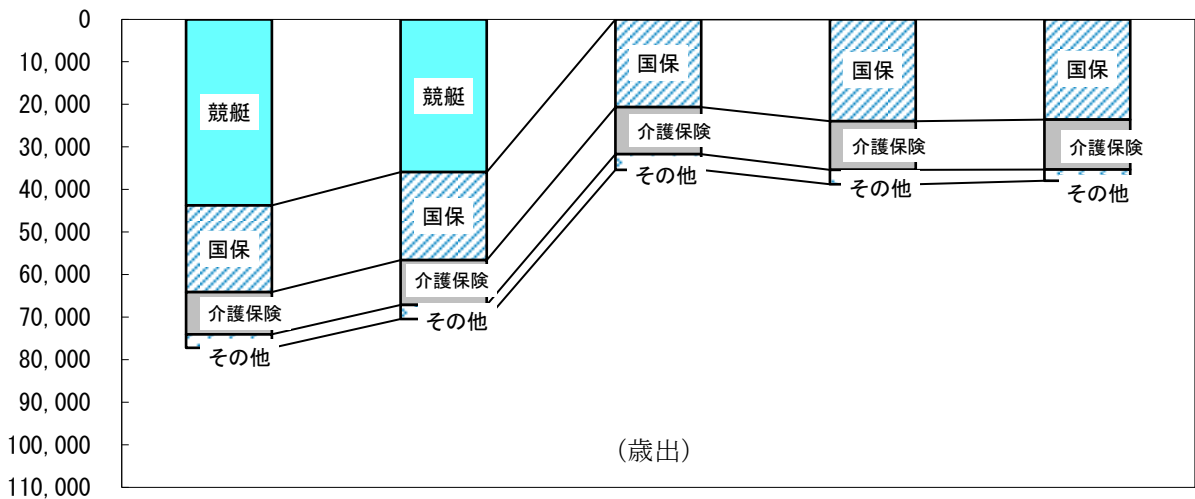 0
10,000
20,000
30,000
40,000
50,000
60,000
70,000
80,000
90,000
100,000
110,000
競艇
国保
介護保険
その他
競艇
国保
介護保険
その他
国保
介護保険
その他
国保
介護保険
その他
国保
介護保険
その他
(歳出)